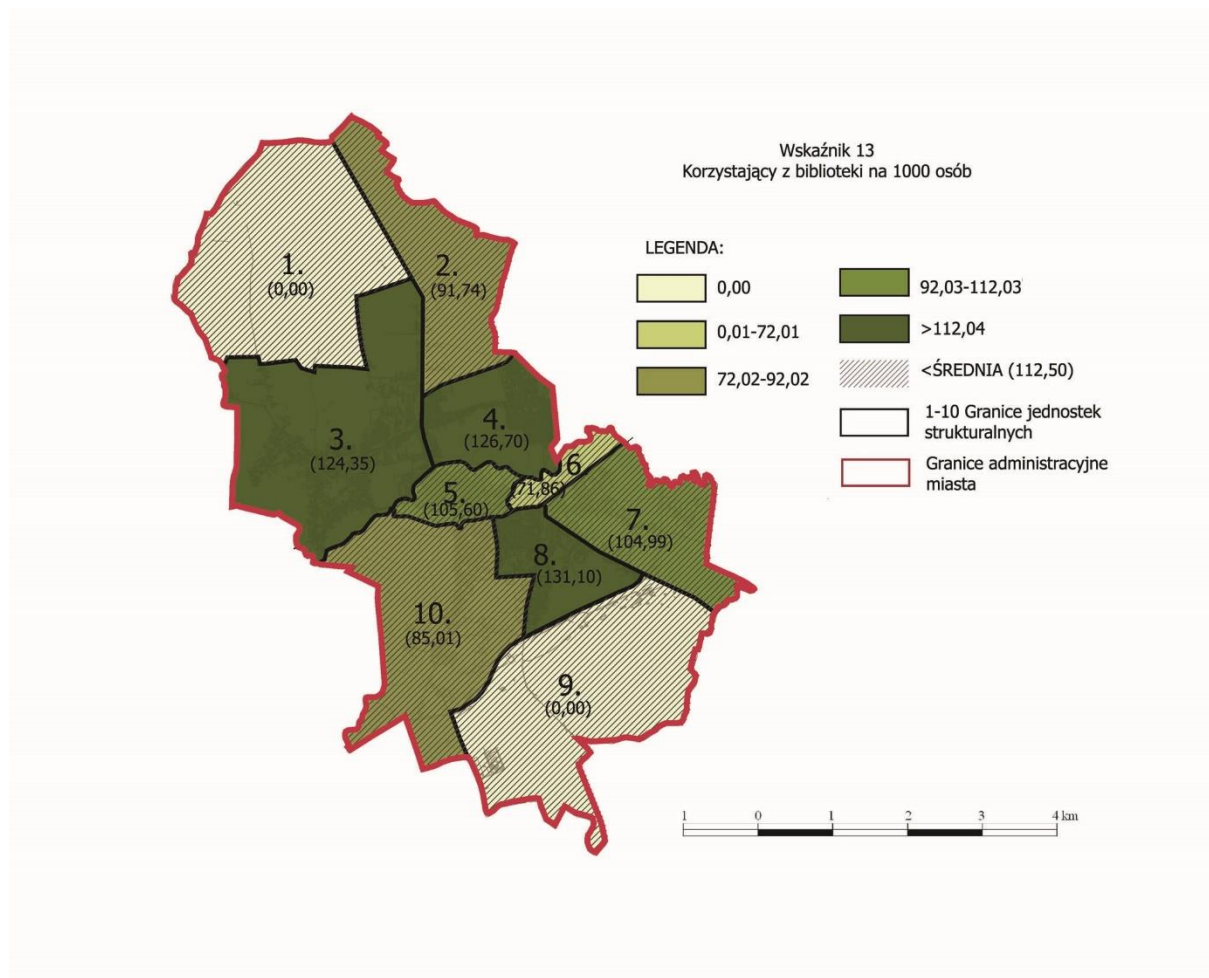 Wskaźnik 13
Korzystający z biblioteki na 1000 osób
LEGENDA:
0,00
0,01-72,01
72,02-92,02
92,03-112,03
>112,04
<ŚREDNIA (112,50)
1-10 Granice jednostek
strukturalnych
Granice administracyjne
miasta
1.
(0,00)
2.
(91,74)
3.
(124,35)
4.
(126,70)
5.
(105,60)
6
(71,86)
7.
(104,99)
8.
(131,10)
9.
(0,00)
10.
(85,01)
1 0 1 2 3 4 km